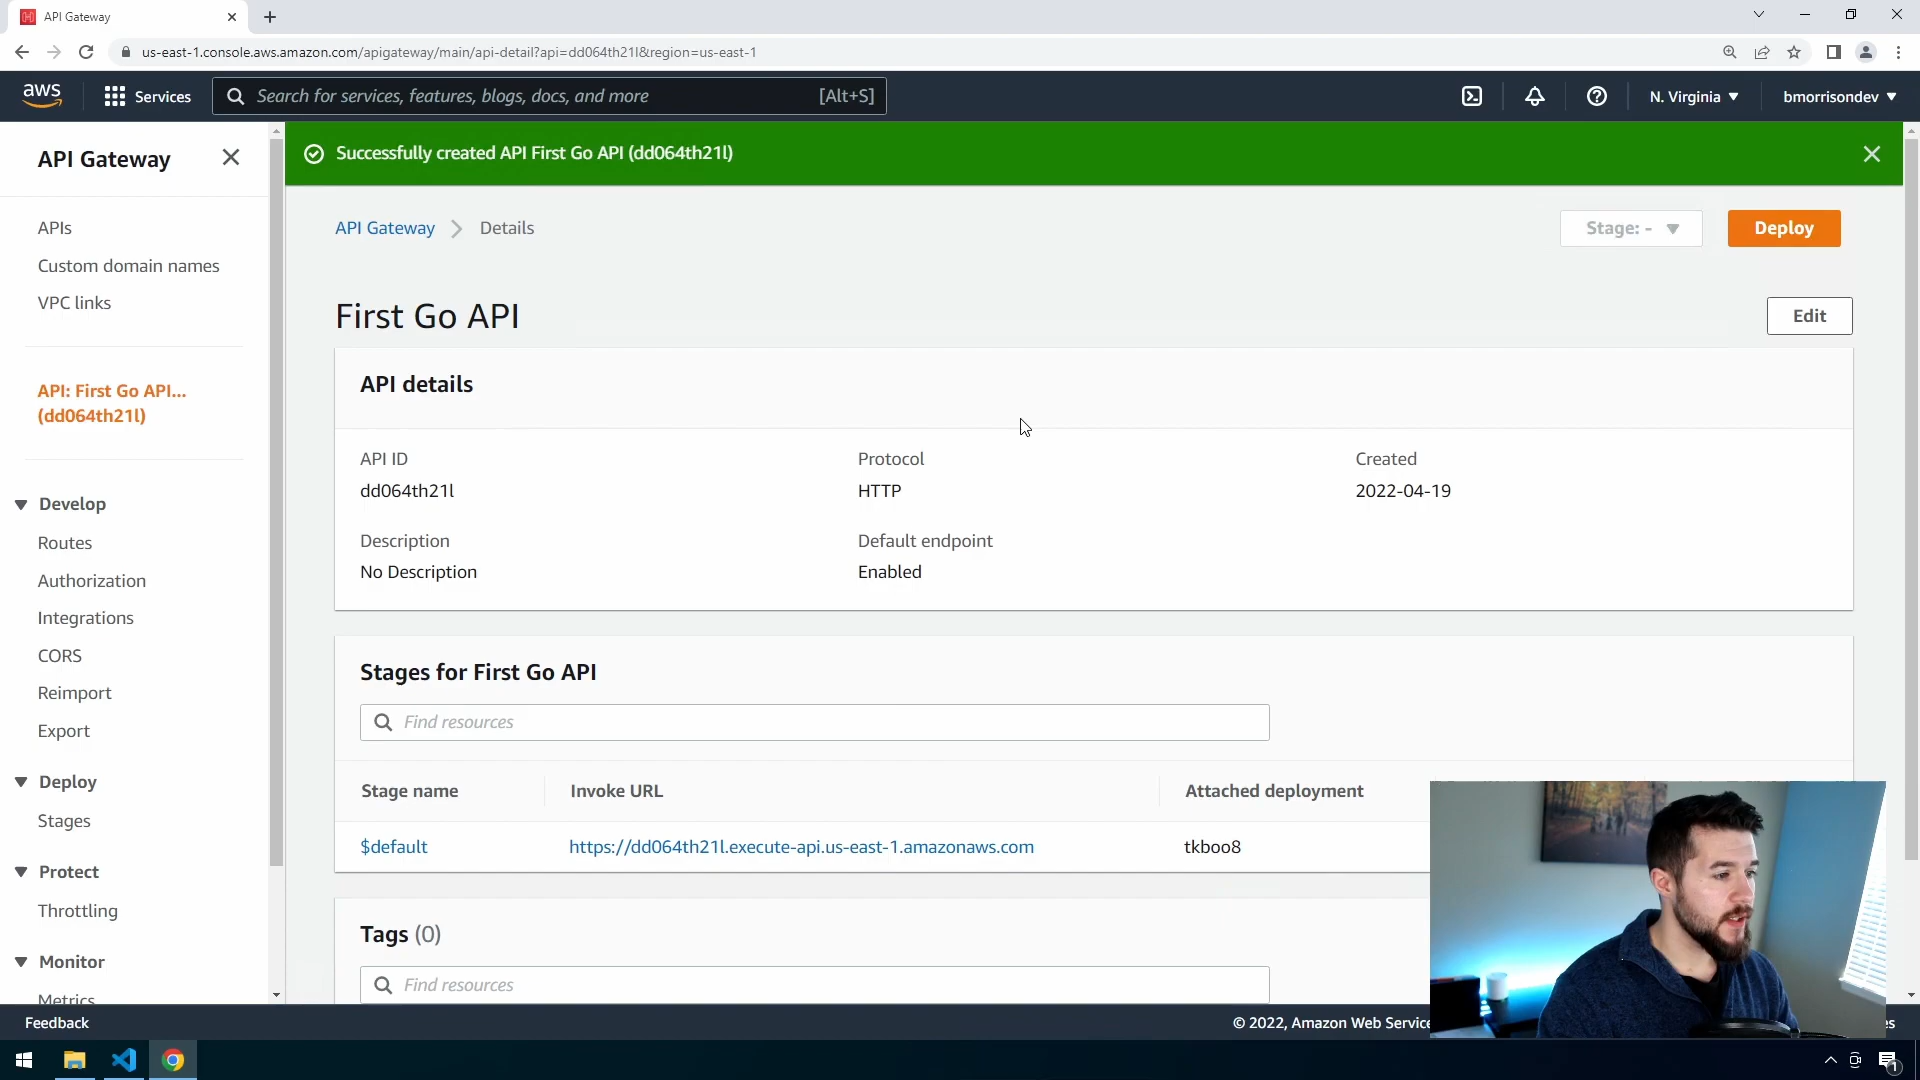 API Gateway
us-east-1.console.aws.amazon.com/apigateway/main/api-detail?api=dd064th21l&region=us-east-1
aws
Services
Search for services, features, blogs, docs, and more
[Alt+S]
N. Virginia
bmorrisondev
API Gateway
APIs
Custom domain names
VPC links
API: First Go API...
(dd064th21l)
Develop
Routes
Authorization
Integrations
CORS
Reimport
Export
Deploy
Stages
Protect
Throttling
Monitor
Metrics
Successfully created API First Go API (dd064th21l)
API Gateway
Details
Stage: -
Deploy
First Go API
Edit
API details
API ID
Protocol
Created
dd064th21l
HTTP
2022-04-19
Description
Default endpoint
No Description
Enabled
Stages for First Go API
Find resources
Stage name
Invoke URL
Attached deployment
$default
https://dd064th21l.execute-api.us-east-1.amazonaws.com
tkboo8
Tags (0)
Find resources
Feedback
© 2022, Amazon Web Service
es
1